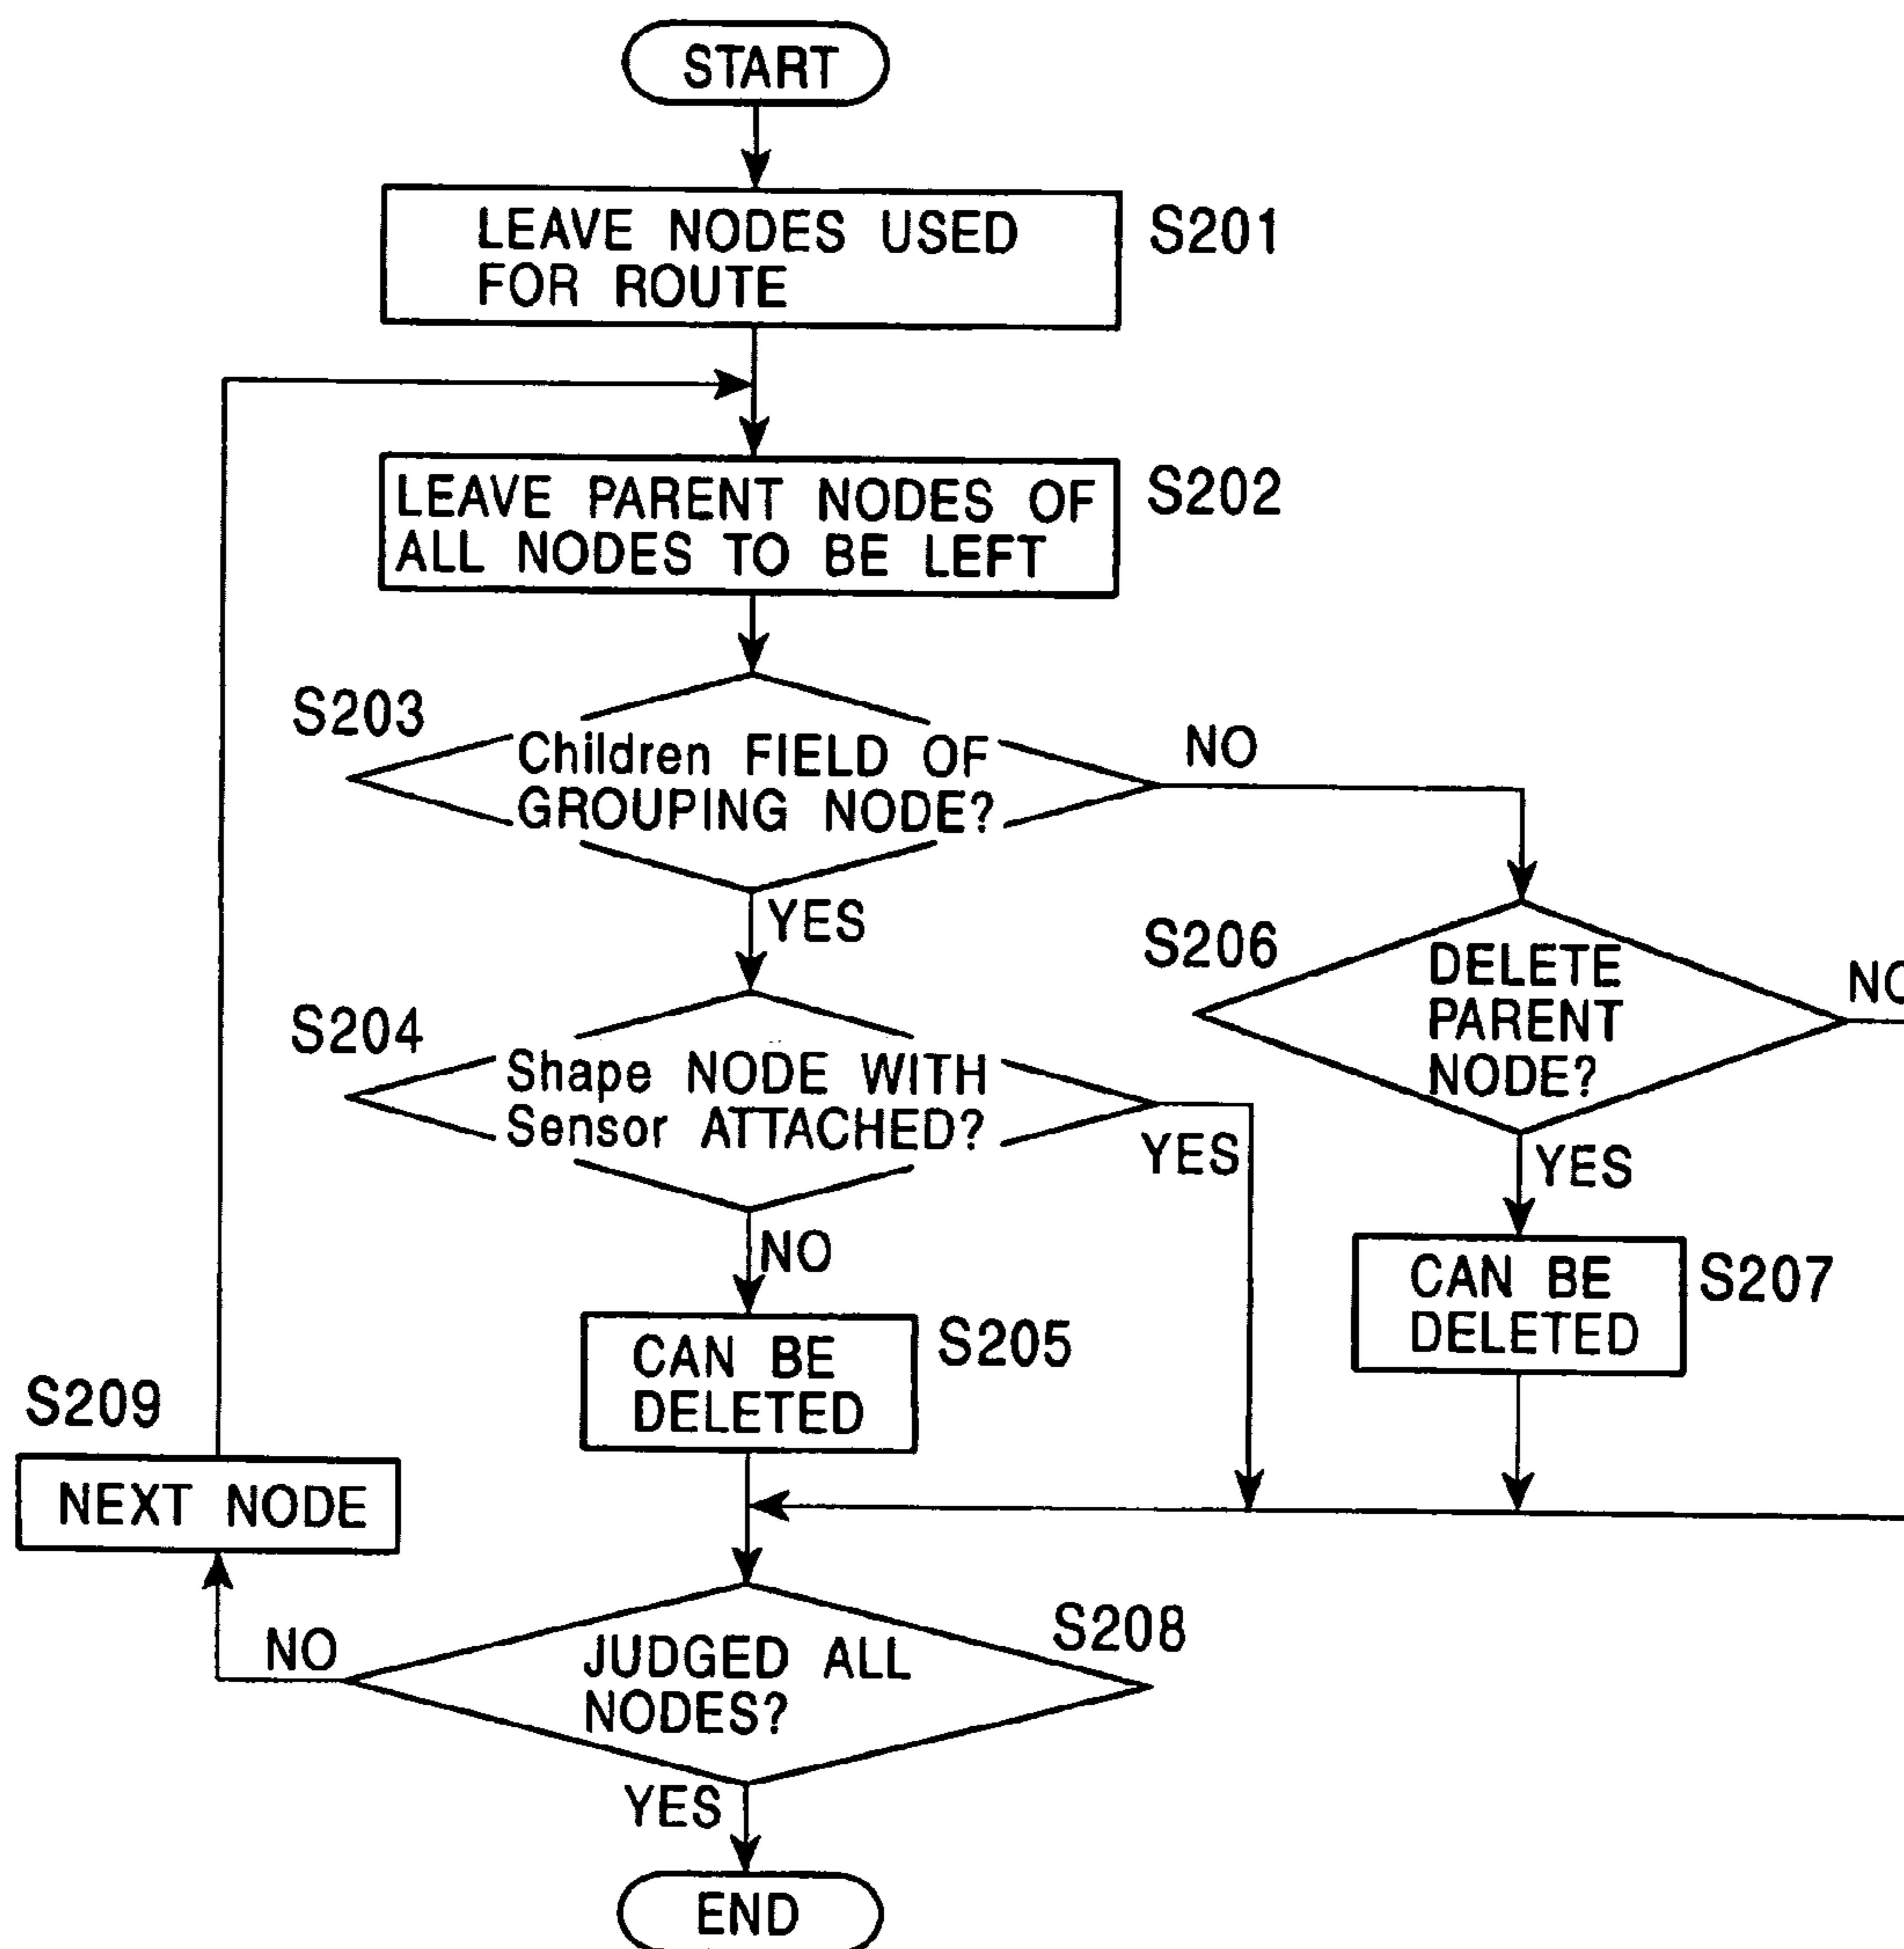 START
LEAVE NODES USED
FOR ROUTE
S201
LEAVE PARENT NODES OF
ALL NODES TO BE LEFT
S202
S203
Children FIELD OF
GROUPING NODE?
NO
YES
S206
DELETE
PARENT
NODE?
NO
S204
Shape NODE WITH
Sensor ATTACHED?
YES
YES
NO
CAN BE
DELETED
S207
CAN BE
DELETED
S205
S209
NEXT NODE
NO
JUDGED ALL
NODES?
S208
YES
END